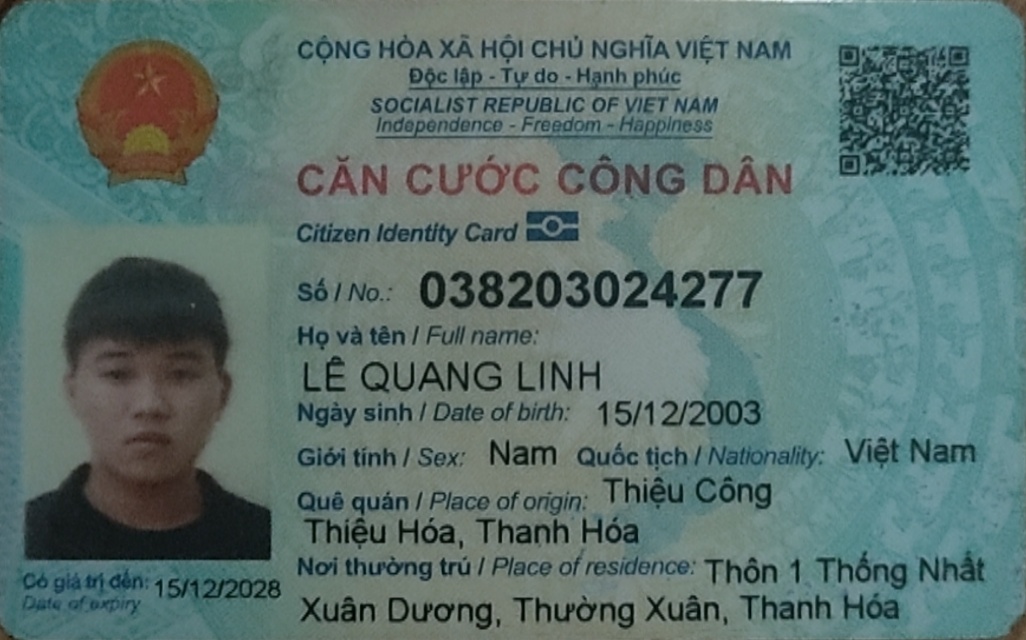 CỘNG HÒA XÃ HỘI CHỦ NGHĨA VIỆT NAM
Độc lập - Tự do - Hạnh phúc
SOCIALIST REPUBLIC OF VIET NAM
Independence - Freedom - Happiness
CĂN CƯỚC CÔNG DÂN
Citizen Identity Card
Số / No.: 038203024277
Họ và tên / Full name:
LÊ QUANG LINH
Ngày sinh / Date of birth: 15/12/2003
Giới tính / Sex: Nam Quốc tịch / Nationality: Việt Nam
Quê quán / Place of origin: Thiệu Công
Thiệu Hóa, Thanh Hóa
Nơi thường trú / Place of residence: Thôn 1 Thống Nhất
Xuân Dương, Thường Xuân, Thanh Hóa
Có giá trị đến: 15/12/2028
Date of expiry